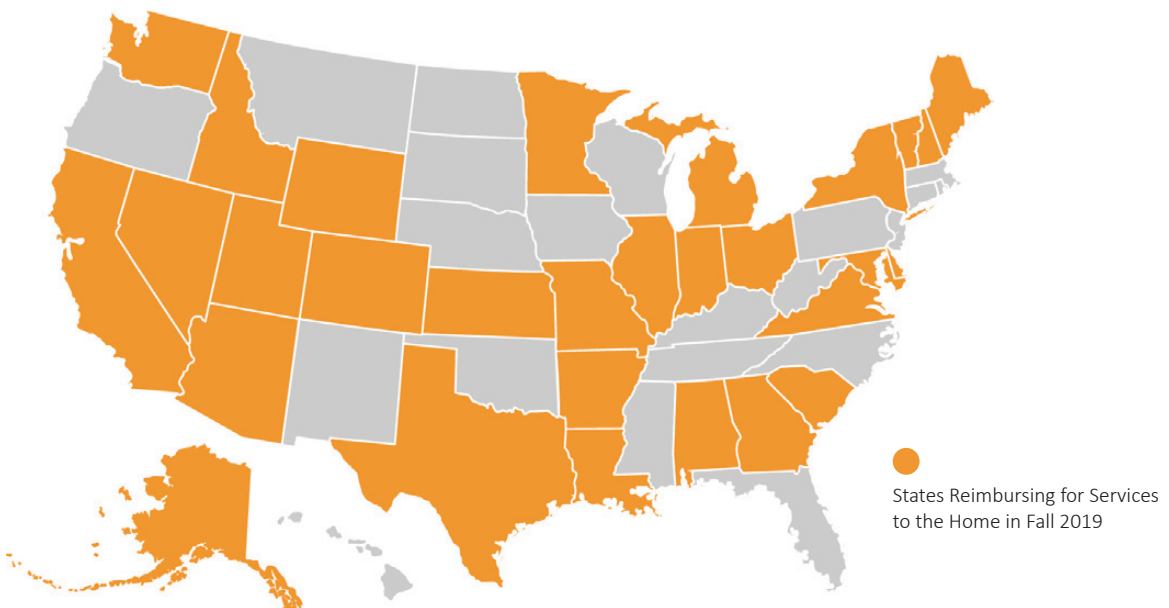 States Reimbursing for Services
to the Home in Fall 2019